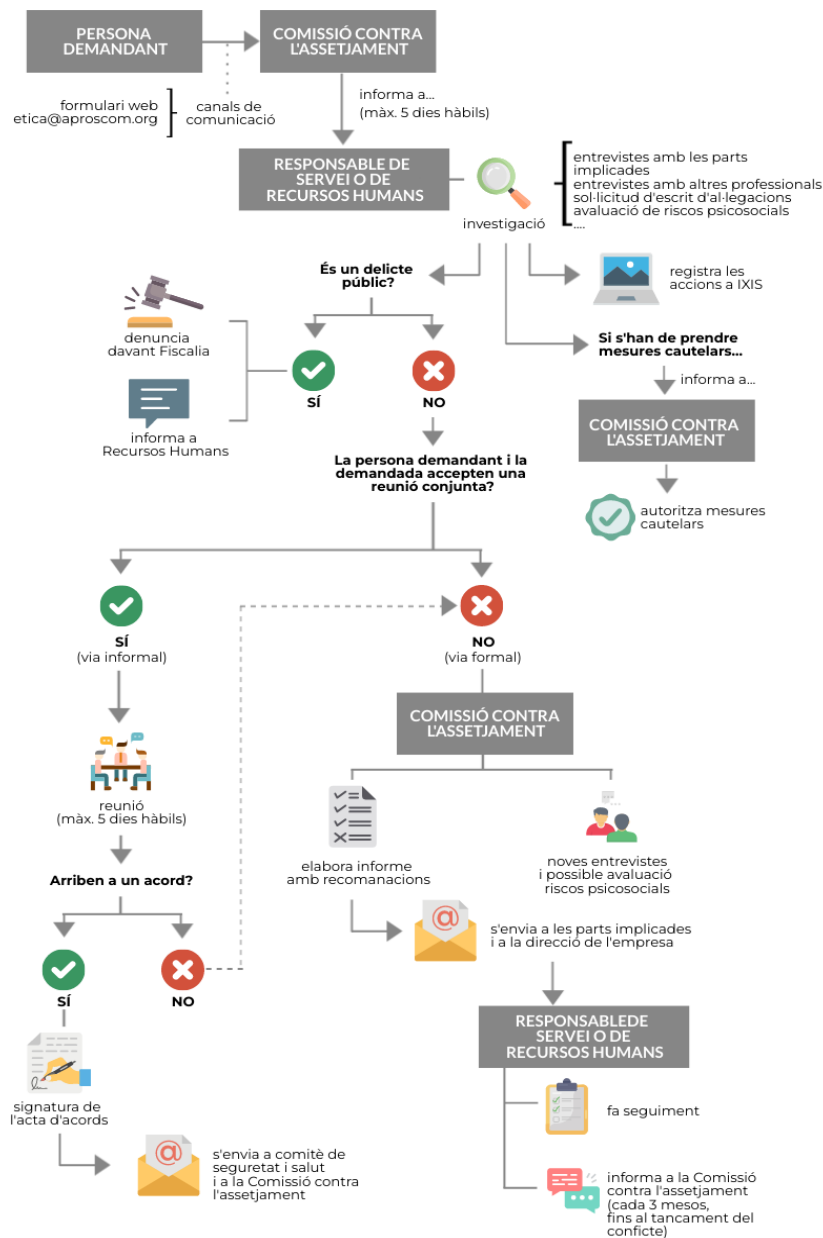 PERSONA
DEMANDANT
COMISSIÓ CONTRA
L'ASSETJAMENT
formulari web
etica@aproscom.org
canals de
comunicació
informa a...
(màx. 5 dies hàbils)
RESPONSABLE DE
SERVEI O DE
RECURSOS HUMANS
investigació
entrevistes amb les parts
implicades
entrevistes amb altres professionals
sol·licitud d'escrit d'al·legacions
avaluació de riscos psicosocials
....
És un delicte
públic?
registra les
accions a IXIS
denuncia
davant Fiscalia
Si s'han de prendre
mesures cautelars...
informa a...
SÍ
NO
informa a
Recursos Humans
COMISSIÓ CONTRA
L'ASSETJAMENT
La persona demandant i la
demandada accepten una
reunió conjunta?
autoritza mesures
cautelars
SÍ
(via informal)
NO
(via formal)
COMISSIÓ CONTRA
L'ASSETJAMENT
reunió
(màx. 5 dies hàbils)
elabora informe
amb recomanacions
noves entrevistes
i possible avaluació
riscos psicosocials
Arriben a un acord?
@
s'envia a les parts implicades
i a la direcció de l'empresa
SÍ
NO
RESPONSABLEDE
SERVEI O DE
RECURSOS HUMANS
signatura de
l'acta d'acords
fa seguiment
@
s'envia a comitè de
seguretat i salut
i a la Comissió contra
l'assetjament
informa a la Comissió
contra l'assetjament
(cada 3 mesos,
fins al tancament del
conficte)